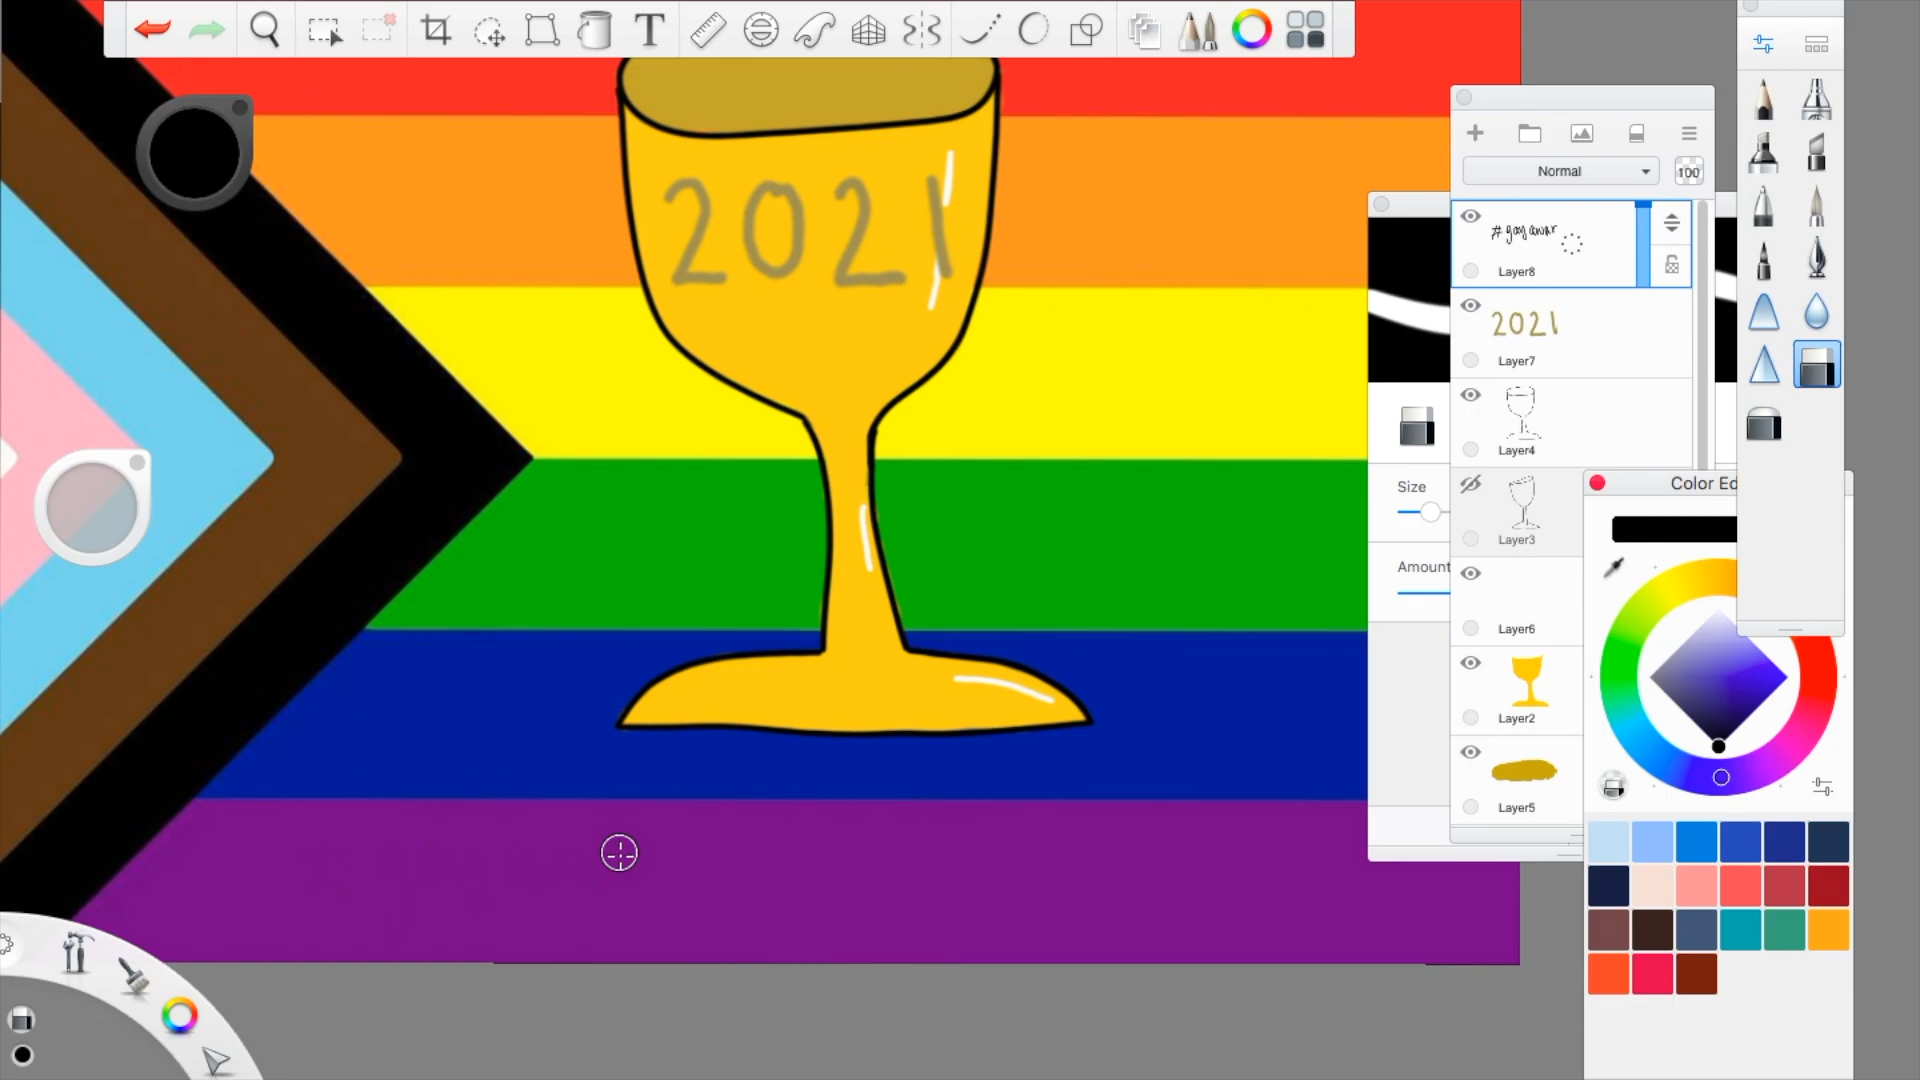 T
2021
Normal
100
Layer8
2021
Layer7
Layer4
Layer3
Layer6
Layer2
Layer5
Size
Amount
Color Ed